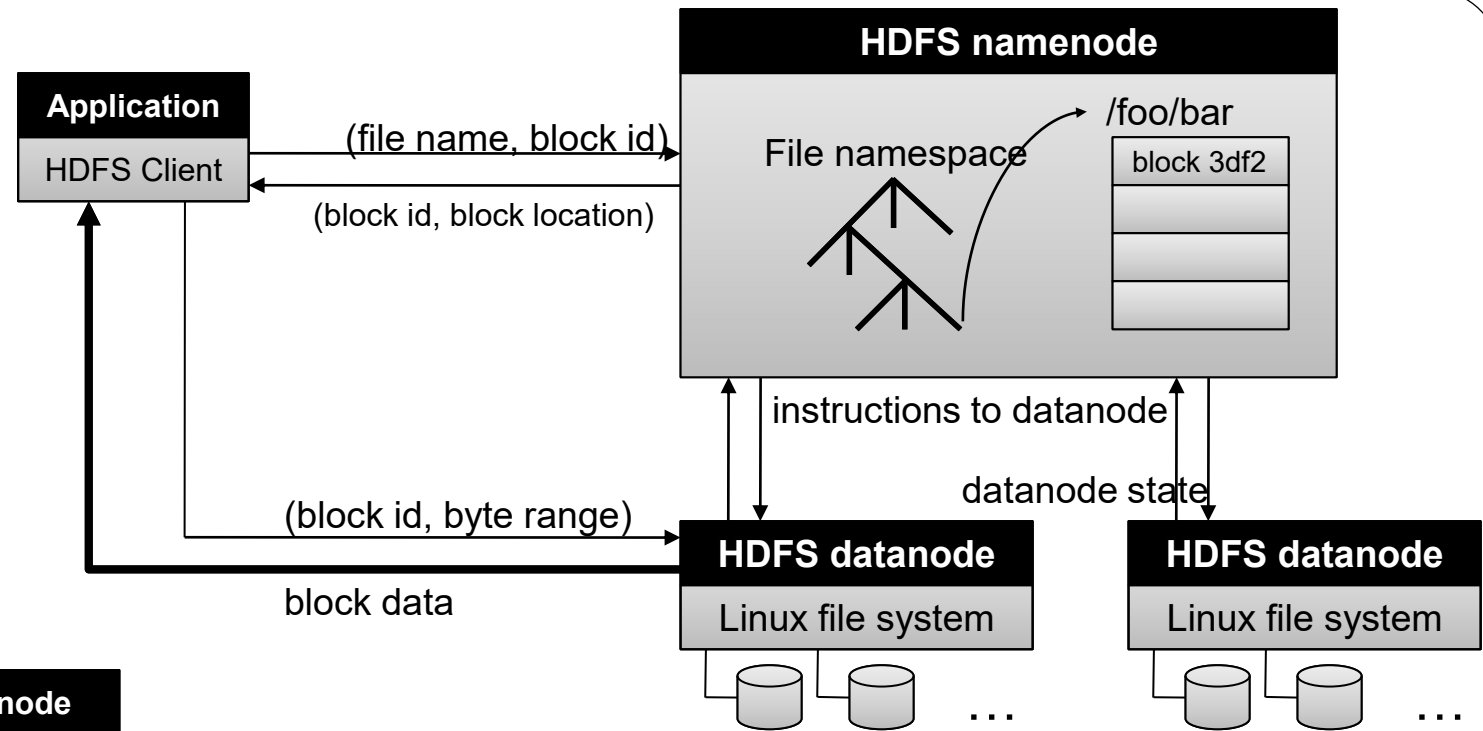 HDFS namenode
Application
HDFS Client
(file name, block id)
(block id, block location)
File namespace
/foo/bar
block 3df2
instructions to datanode
datanode state
(block id, byte range)
block data
HDFS datanode
Linux file system
...
HDFS datanode
Linux file system
...
node